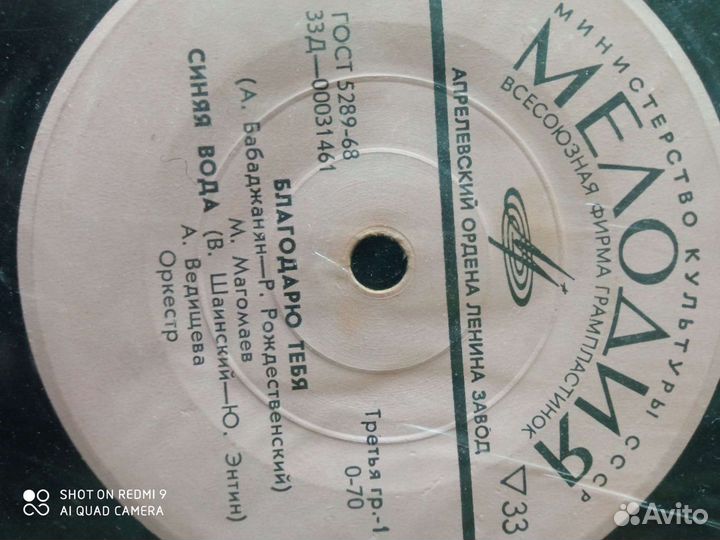 МИНИСТЕРСТВО КУЛЬТУРЫ СССР
МЕЛОДИЯ
ВСЕСОЮЗНАЯ ФИРМА ГРАМПЛАСТИНОК
АПРЕЛЕВСКИЙ ОРДЕНА ЛЕНИНА ЗАВОД
33
ГОСТ 5289-68
33Д—00031461
Третья гр.-1
0-70
БЛАГОДАРЮ ТЕБЯ
(А. Бабаджанян—Р. Рождественский)
М. Магомаев
СИНЯЯ ВОДА (В. Шаинский—Ю. Энтин)
А. Ведищева
Оркестр
SHOT ON REDMI 9
AI QUAD CAMERA
Avito